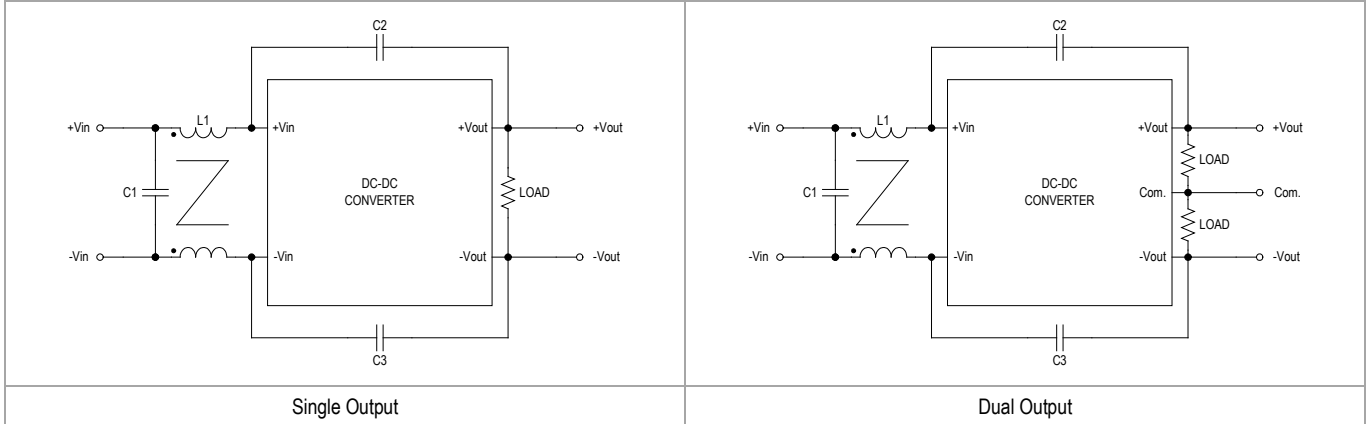 C2
+Vin
L1
+Vin
+Vout
+Vout
C1
DC-DC
CONVERTER
LOAD
-Vin
-Vin
-Vout
-Vout
C3
Single Output
C2
+Vin
L1
+Vin
+Vout
+Vout
LOAD
C1
DC-DC
CONVERTER
Com.
Com.
LOAD
-Vin
-Vin
-Vout
-Vout
C3
Dual Output